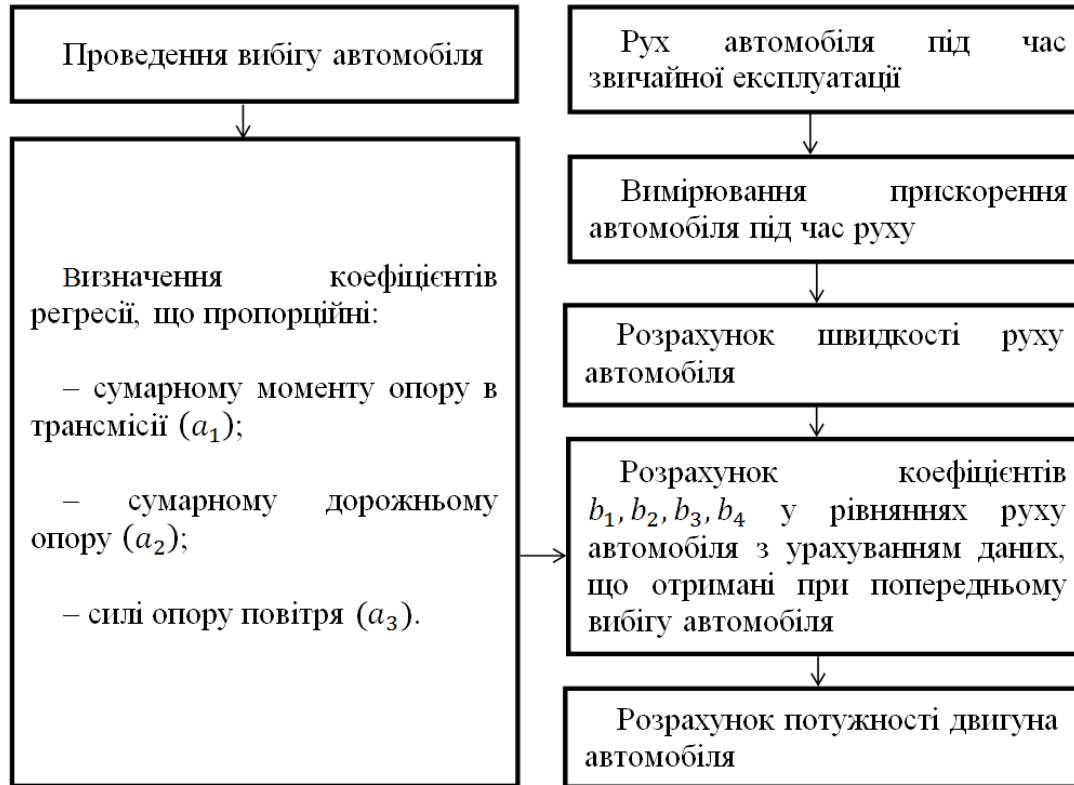 Проведення вибігу автомобіля
Визначення коефіцієнтів
регресії, що пропорційні:
– сумарному моменту опору в
трансмісії (a₁);
– сумарному дорожньому
опору (a₂);
– силі опору повітря (a₃).
Рух автомобіля під час
звичайної експлуатації
Вимірювання прискорення
автомобіля під час руху
Розрахунок швидкості руху
автомобіля
Розрахунок коефіцієнтів
b₁, b₂, b₃, b₄ у рівняннях руху
автомобіля з урахуванням даних,
що отримані при попередньому
вибігу автомобіля
Розрахунок потужності двигуна
автомобіля